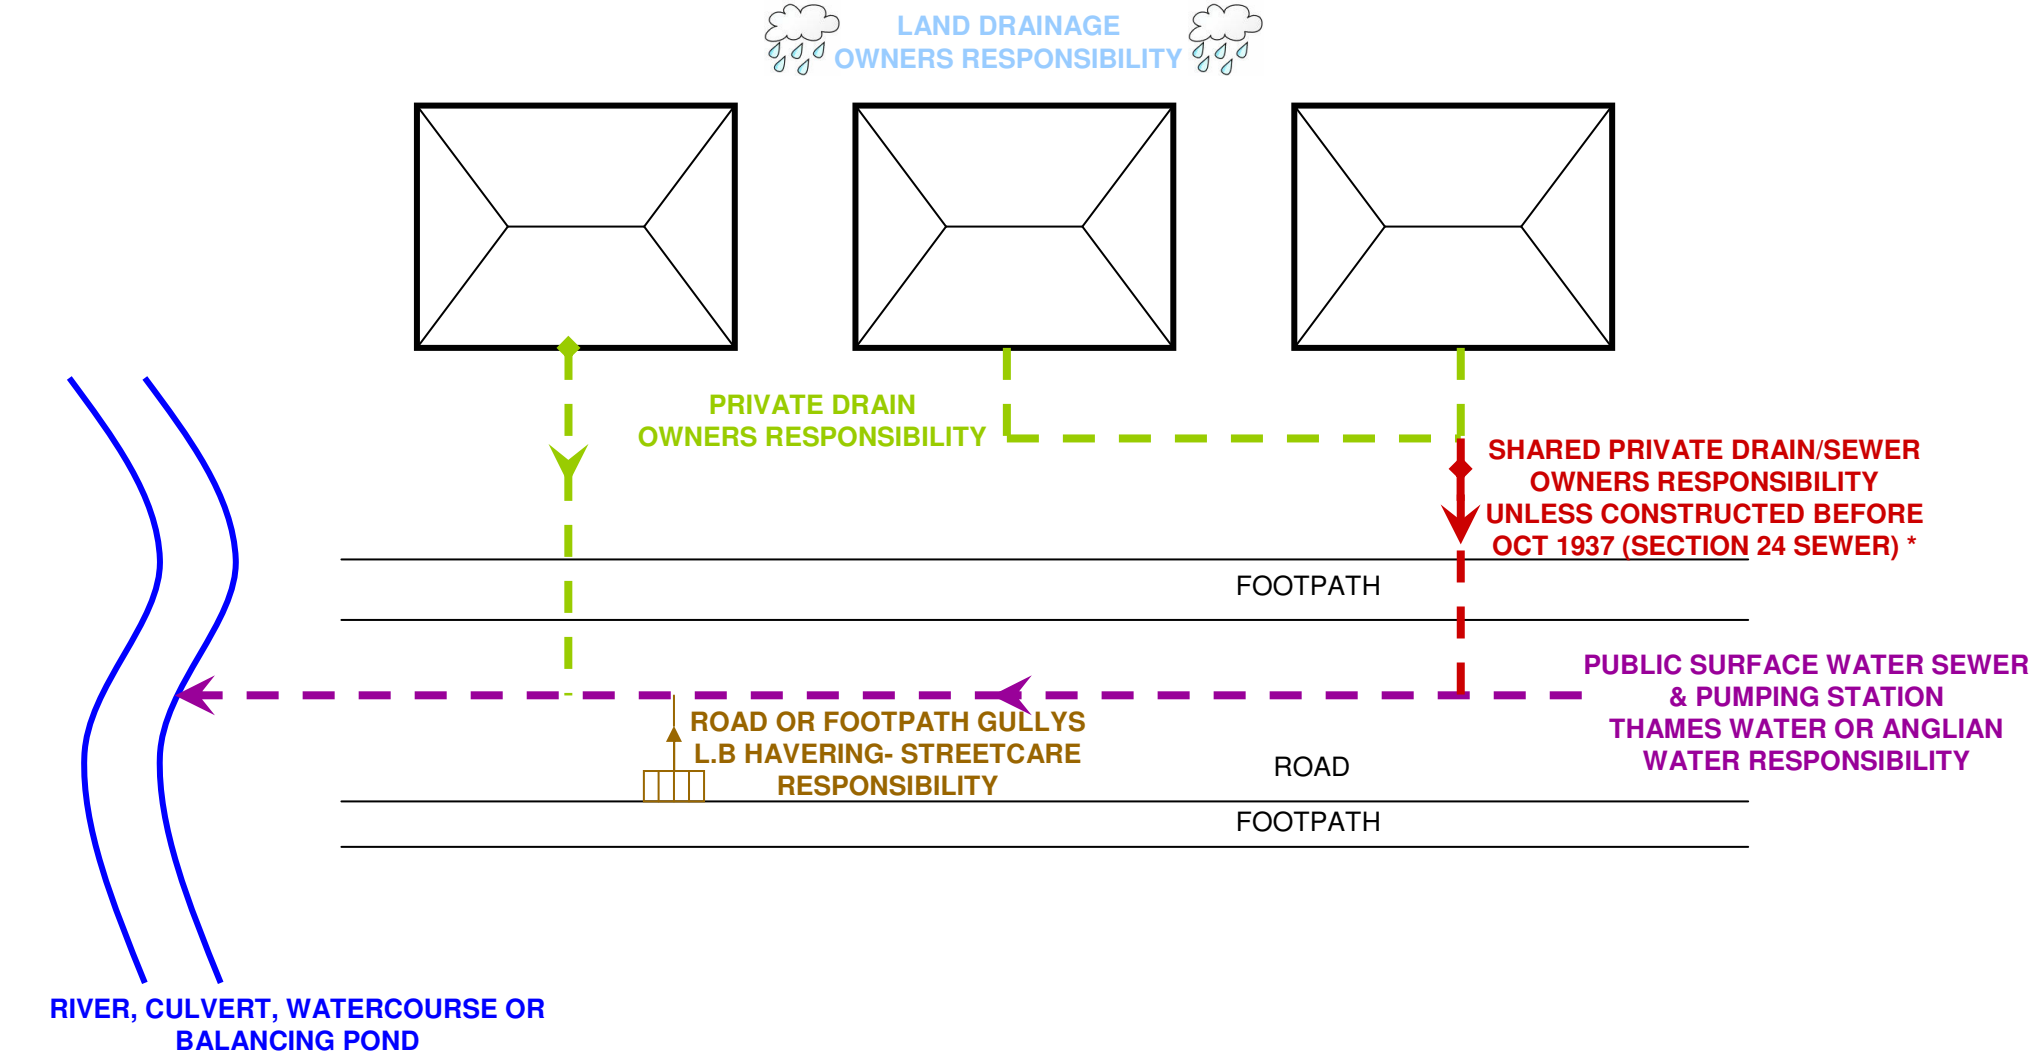 LAND DRAINAGE
OWNERS RESPONSIBILITY
PRIVATE DRAIN
OWNERS RESPONSIBILITY
SHARED PRIVATE DRAIN/SEWER
OWNERS RESPONSIBILITY
UNLESS CONSTRUCTED BEFORE
OCT 1937 (SECTION 24 SEWER) *
FOOTPATH
PUBLIC SURFACE WATER SEWER
& PUMPING STATION
THAMES WATER OR ANGLIAN
WATER RESPONSIBILITY
ROAD OR FOOTPATH GULLYS
L.B HAVERING- STREETCARE
RESPONSIBILITY
ROAD
FOOTPATH
RIVER, CULVERT, WATERCOURSE OR
BALANCING POND